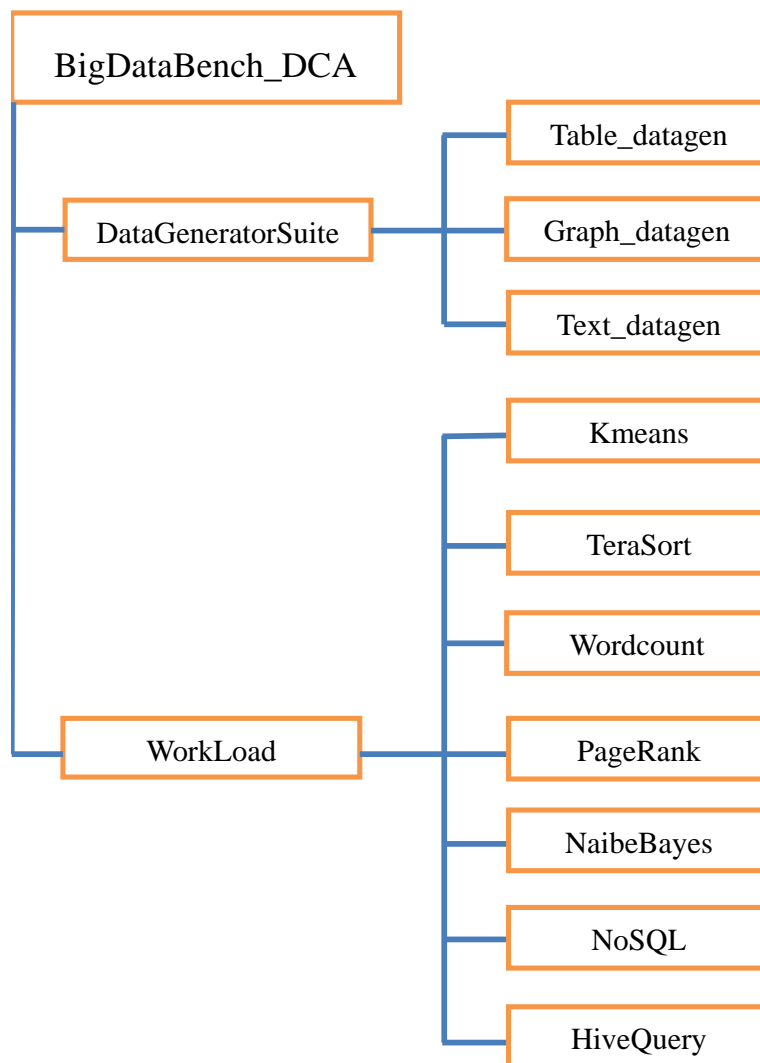 BigDataBench_DCA
Table_datagen
DataGeneratorSuite
Graph_datagen
Text_datagen
Kmeans
TeraSort
Wordcount
WorkLoad
PageRank
NaibeBayes
NoSQL
HiveQuery